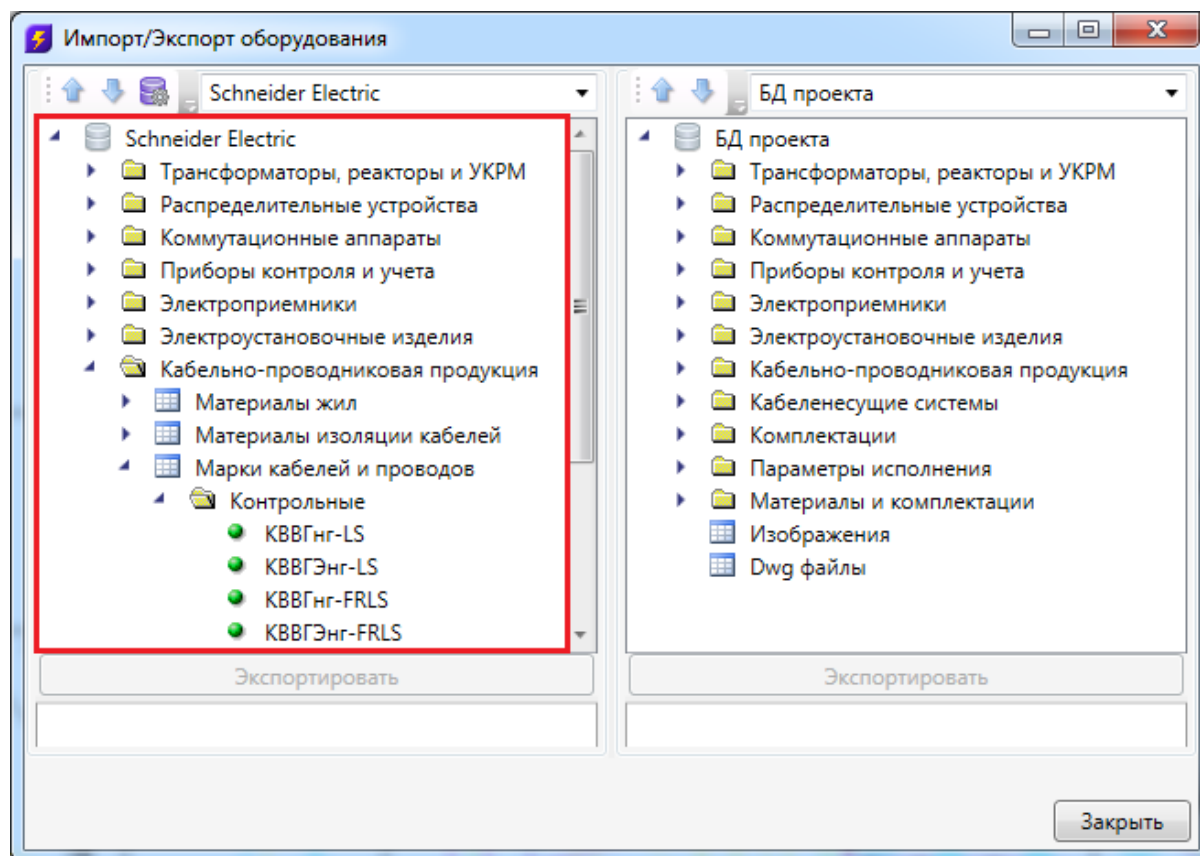 Импорт/Экспорт оборудования
Schneider Electric
Schneider Electric
Трансформаторы, реакторы и УКРМ
Распределительные устройства
Коммутационные аппараты
Приборы контроля и учета
Электроприемники
Электроустановочные изделия
Кабельно-проводниковая продукция
Материалы жил
Материалы изоляции кабелей
Марки кабелей и проводов
Контрольные
КВВГнг-LS
КВВГЭнг-LS
КВВГнг-FRLS
КВВГЭнг-FRLS
Экспортировать
БД проекта
БД проекта
Трансформаторы, реакторы и УКРМ
Распределительные устройства
Коммутационные аппараты
Приборы контроля и учета
Электроприемники
Электроустановочные изделия
Кабельно-проводниковая продукция
Кабеленесущие системы
Комплектации
Параметры исполнения
Материалы и комплектации
Изображения
Dwg файлы
Экспортировать
Закрыть